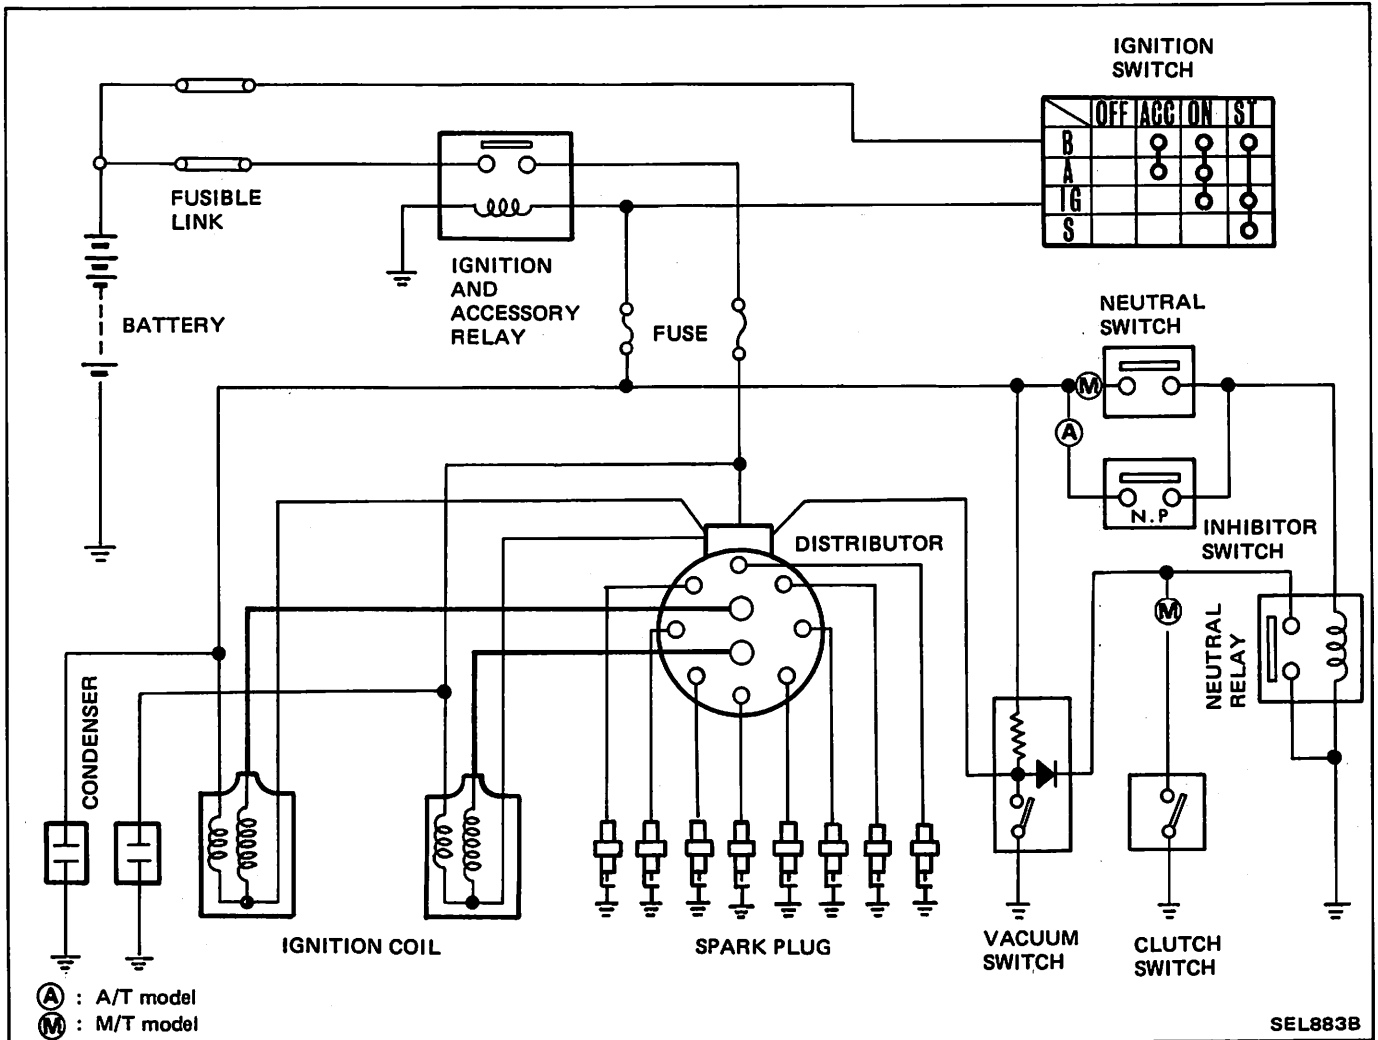 IGNITION
SWITCH
OFF ACC ON ST
B
A
IG
S
FUSIBLE
LINK
IGNITION
AND
ACCESSORY
RELAY
BATTERY
FUSE
NEUTRAL
SWITCH
M
A
N.P
INHIBITOR
SWITCH
DISTRIBUTOR
M
NEUTRAL
RELAY
CONDENSER
IGNITION COIL
SPARK PLUG
VACUUM
SWITCH
CLUTCH
SWITCH
A : A/T model
M : M/T model
SEL883B